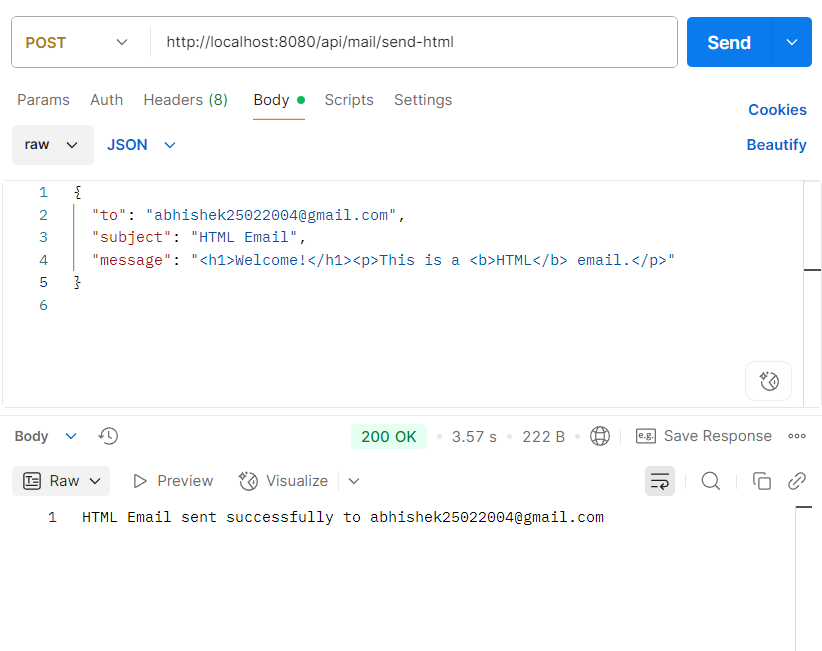 POST http://localhost:8080/api/mail/send-html Send
Params Auth Headers (8) Body Scripts Settings Cookies
raw JSON Beautify
1 {
2 "to": "abhishek25022004@gmail.com",
3 "subject": "HTML Email",
4 "message": "<h1>Welcome!</h1><p>This is a <b>HTML</b> email.</p>"
5 }
6
Body 200 OK 3.57 s 222 B e.g. Save Response
Raw Preview Visualize
1 HTML Email sent successfully to abhishek25022004@gmail.com